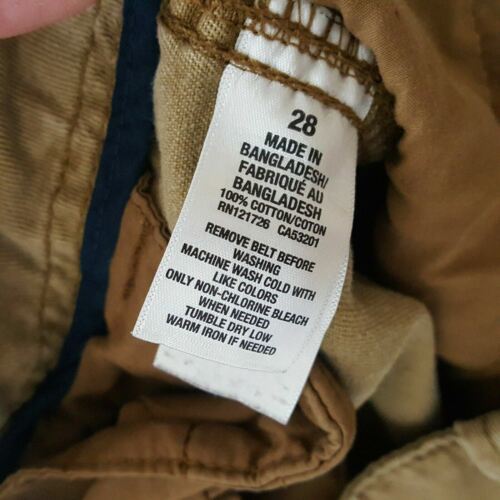 28
MADE IN
BANGLADESH/
FABRIQUÉ AU
BANGLADESH
100% COTTON/COTON
RN121726 CA53201
REMOVE BELT BEFORE
WASHING
MACHINE WASH COLD WITH
LIKE COLORS
ONLY NON-CHLORINE BLEACH
WHEN NEEDED
TUMBLE DRY LOW
WARM IRON IF NEEDED